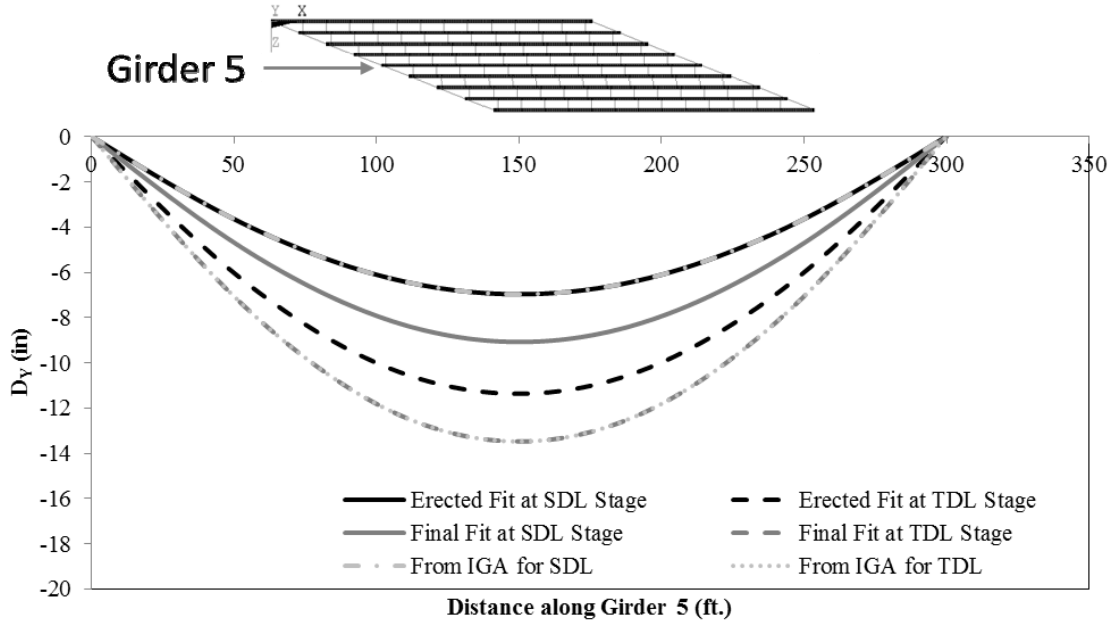 Y X
Z
Girder 5
0
0 50 100 150 200 250 300 350
-2
-4
-6
-8
-10
-12
-14
-16
-18
-20
D_Y (in)
Erected Fit at SDL Stage
Erected Fit at TDL Stage
Final Fit at SDL Stage
Final Fit at TDL Stage
From IGA for SDL
From IGA for TDL
Distance along Girder 5 (ft.)